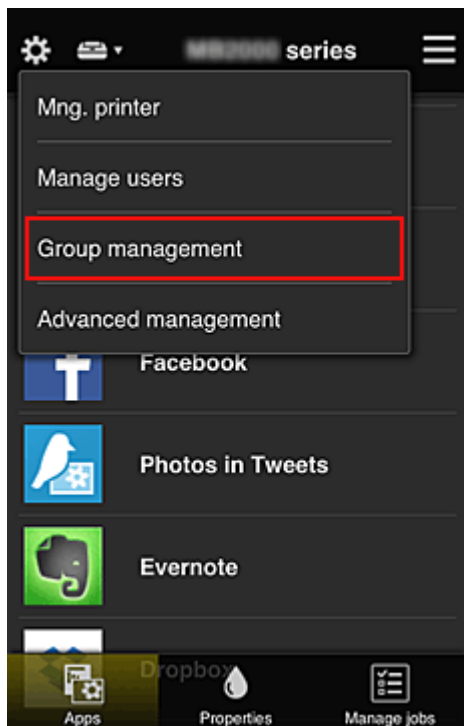 series
Mng. printer
Manage users
Group management
Advanced management
Facebook
Photos in Tweets
Evernote
Dropbox
Apps
Properties
Manage jobs